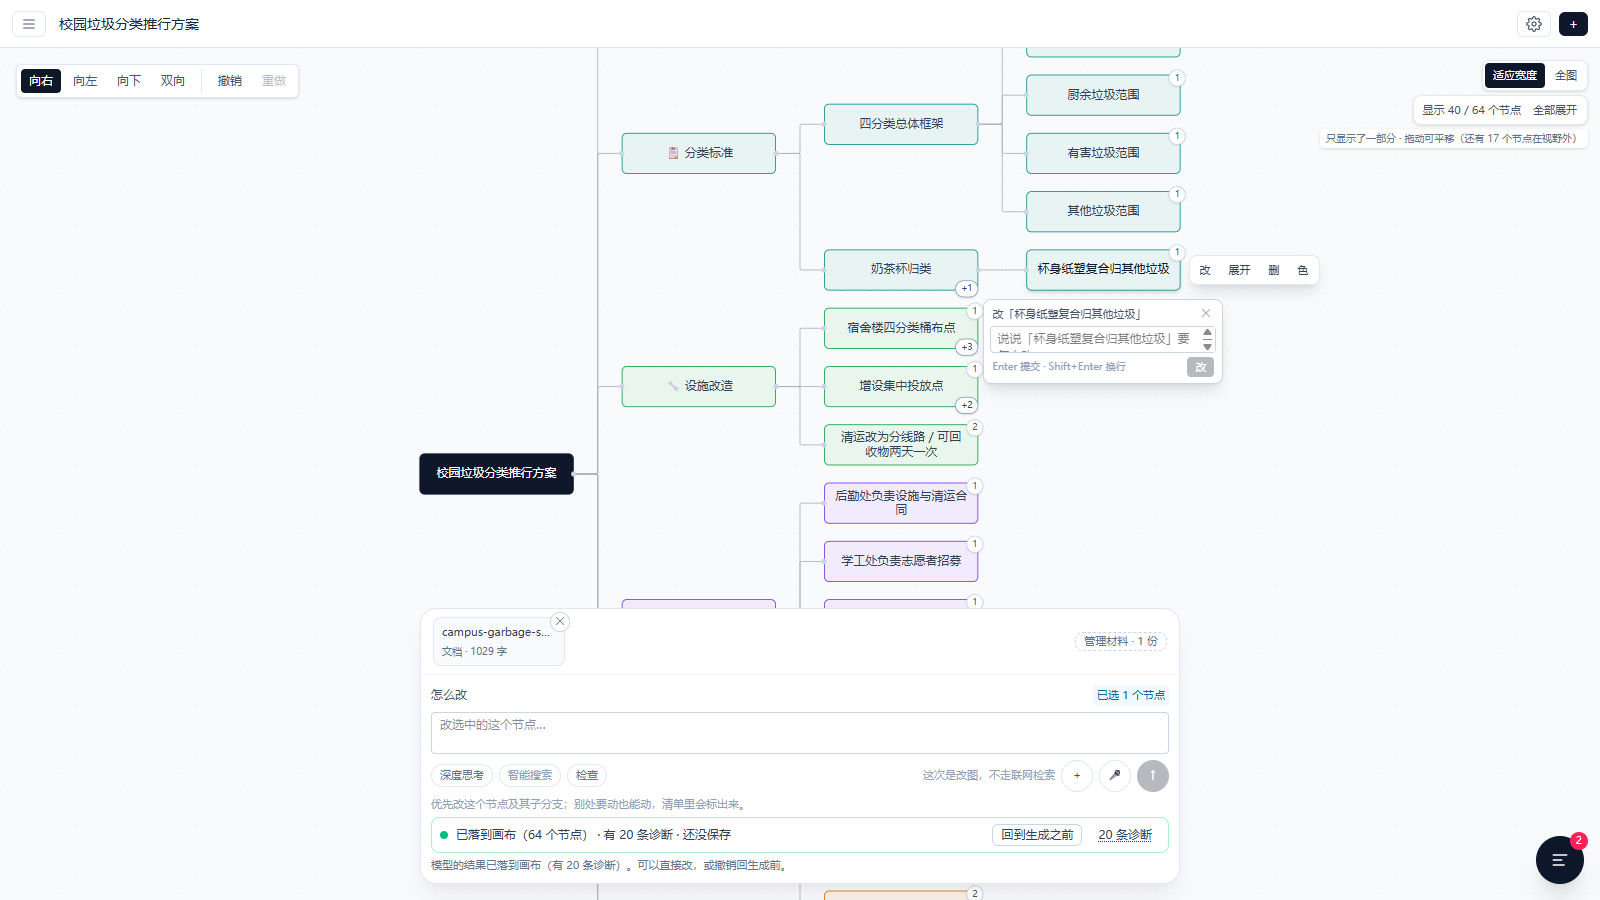 校园垃圾分类推行方案
+
向右 向左 向下 双向 撤销 重做
适应宽度 全图
显示 40 / 64 个节点 全部展开
只显示了一部分 · 拖动可平移（还有 17 个节点在视野外）
1
厨余垃圾范围
四分类总体框架
1
有害垃圾范围
分类标准
1
其他垃圾范围
1
奶茶杯归类
+1
杯身纸塑复合归其他垃圾
改 展开 删 色
1
宿舍楼四分类桶布点
+3
改「杯身纸塑复合归其他垃圾」
说说「杯身纸塑复合归其他垃圾」要
Enter 提交 · Shift+Enter 换行
改
设施改造
1
增设集中投放点
+2
2
清运改为分线路 / 可回
收物两天一次
校园垃圾分类推行方案
1
后勤处负责设施与清运合
同
1
学工处负责志愿者招募
1
campus-garbage-s...
文档 · 1029 字
管理材料 · 1 份
怎么改
已选 1 个节点
改选中的这个节点...
深度思考 智能搜索 检查
这次是改图，不走联网检索
+
优先改这个节点及其子分支；别处要动也能动，清单里会标出来。
已落到画布（64 个节点） · 有 20 条诊断 · 还没保存
回到生成之前
20 条诊断
模型的结果已落到画布（有 20 条诊断）。可以直接改，或撤销回生成前。
2
2